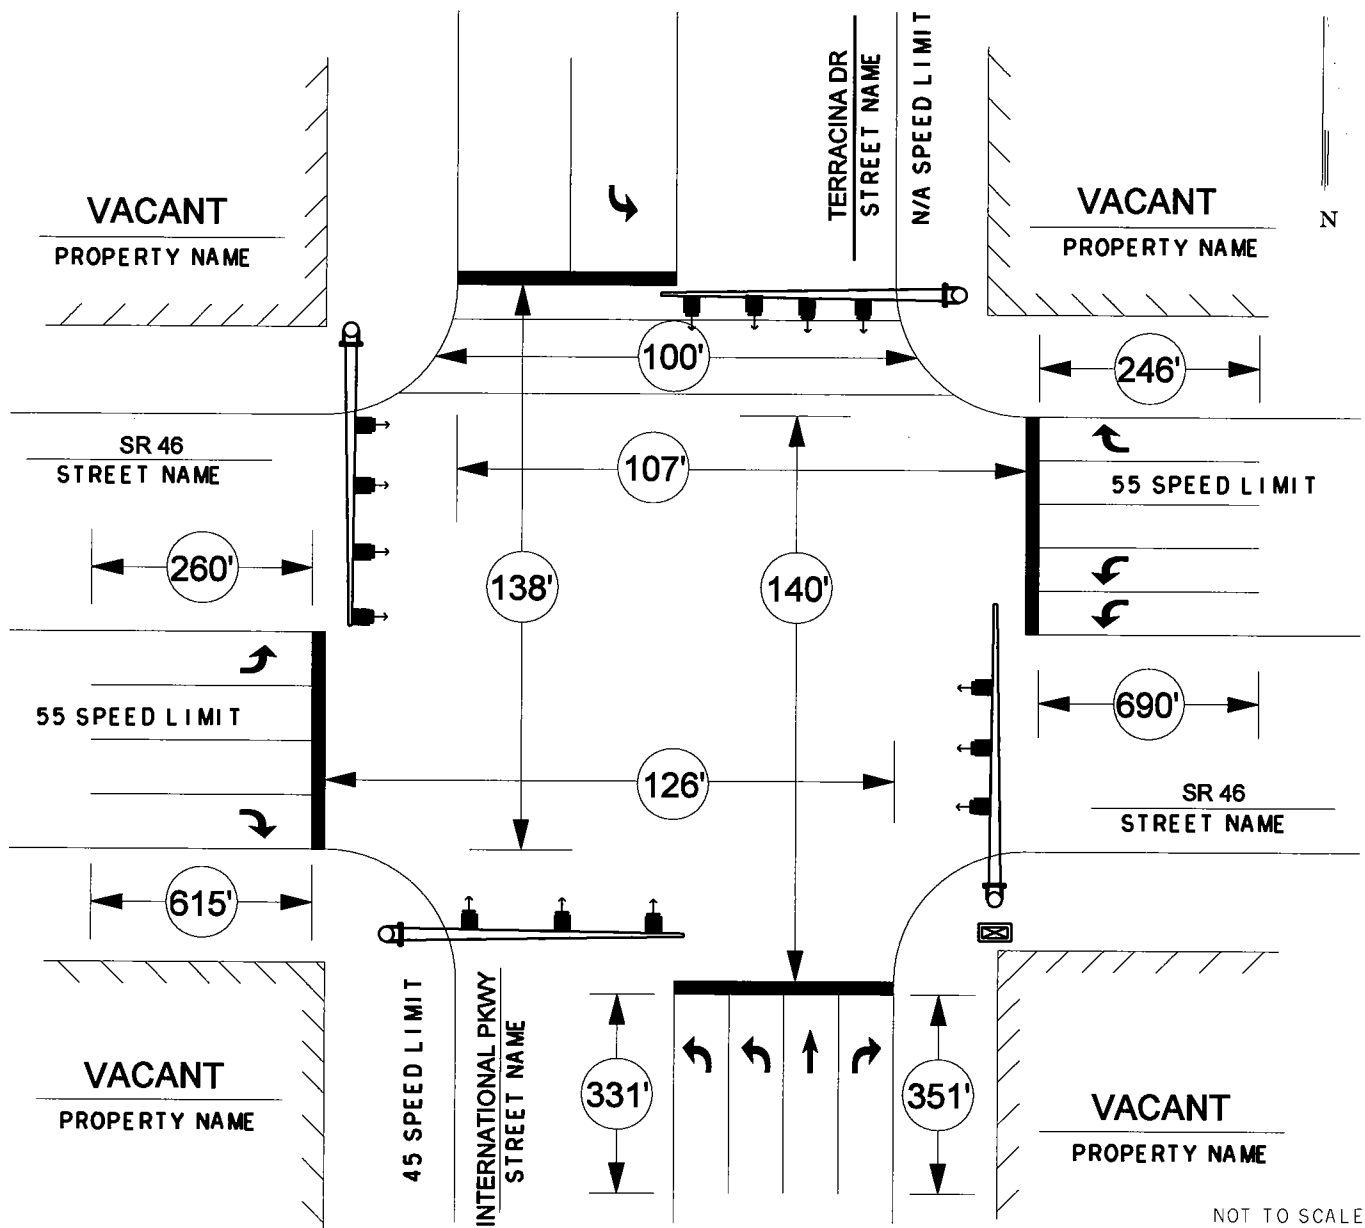 TERRACINA DR
STREET NAME
N/A SPEED LIMIT
VACANT
PROPERTY NAME
VACANT
PROPERTY NAME
N
100'
246'
SR 46
STREET NAME
107'
55 SPEED LIMIT
260'
138'
140'
55 SPEED LIMIT
690'
126'
SR 46
STREET NAME
615'
45 SPEED LIMIT
INTERNATIONAL PKWY
STREET NAME
331'
351'
VACANT
PROPERTY NAME
VACANT
PROPERTY NAME
NOT TO SCALE